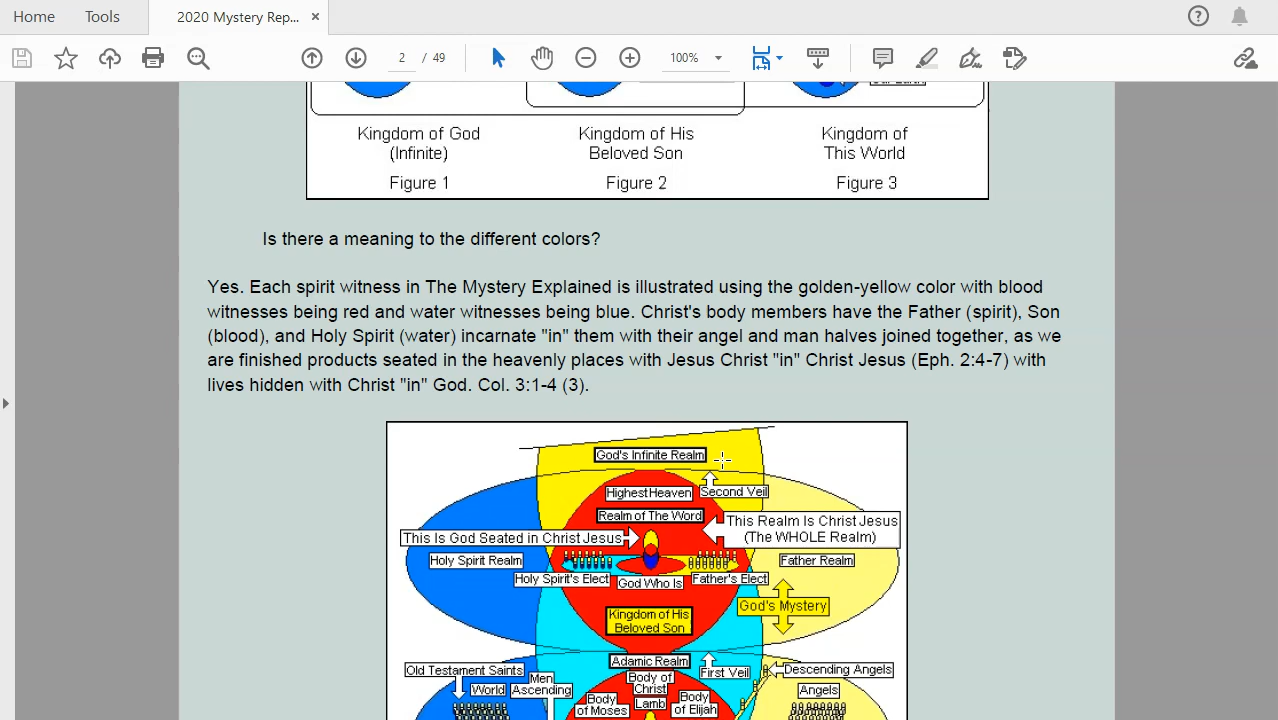 Home
Tools
2020 Mystery Rep...
×
2 / 49
100%
Kingdom of God
(Infinite)
Figure 1
Kingdom of His
Beloved Son
Figure 2
Kingdom of
This World
Figure 3
Is there a meaning to the different colors?
Yes. Each spirit witness in The Mystery Explained is illustrated using the golden-yellow color with blood
witnesses being red and water witnesses being blue. Christ's body members have the Father (spirit), Son
(blood), and Holy Spirit (water) incarnate "in" them with their angel and man halves joined together, as we
are finished products seated in the heavenly places with Jesus Christ "in" Christ Jesus (Eph. 2:4-7) with
lives hidden with Christ "in" God. Col. 3:1-4 (3).
God's Infinite Realm
Highest Heaven
Second Veil
Realm of The Word
This Realm Is Christ Jesus
(The WHOLE Realm)
This Is God Seated in Christ Jesus
Holy Spirit Realm
Father Realm
Holy Spirit's Elect
God Who Is
Father's Elect
God's Mystery
Kingdom of His
Beloved Son
Adamic Realm
Old Testament Saints
First Veil
Descending Angels
World
Men
Ascending
Body of
Christ
Lamb
Angels
Body
of Moses
Body
of Elijah